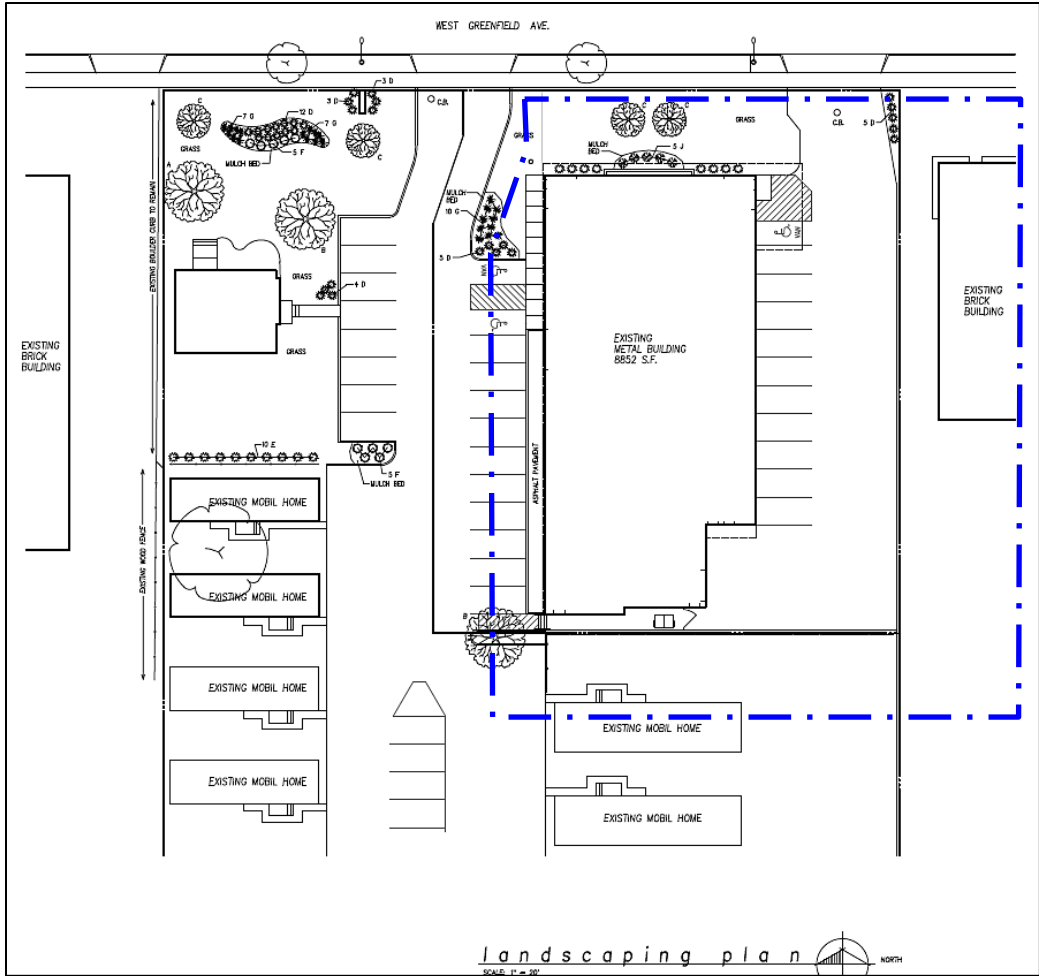 WEST GREENFIELD AVE.
O
O
3 D
3 D
C.B.
C
12 D
7 G
7 G
5 F
MULCH BED
GRASS
C
A
B
GRASS
C
C
GRASS
MULCH
BED
5 J
C.B.
5 D
MULCH
BED
10 G
5 D
VAN
VAN
EXISTING BOULDER CURB TO REMAIN
GRASS
4 D
GRASS
EXISTING
BRICK
BUILDING
EXISTING
METAL BUILDING
8852 S.F.
EXISTING
BRICK
BUILDING
10 E
5 F
MULCH BED
ASPHALT PAVEMENT
EXISTING WOOD FENCE
EXISTING MOBIL HOME
EXISTING MOBIL HOME
B
EXISTING MOBIL HOME
EXISTING MOBIL HOME
EXISTING MOBIL HOME
EXISTING MOBIL HOME
landscaping plan
NORTH
SCALE: 1" = 20'